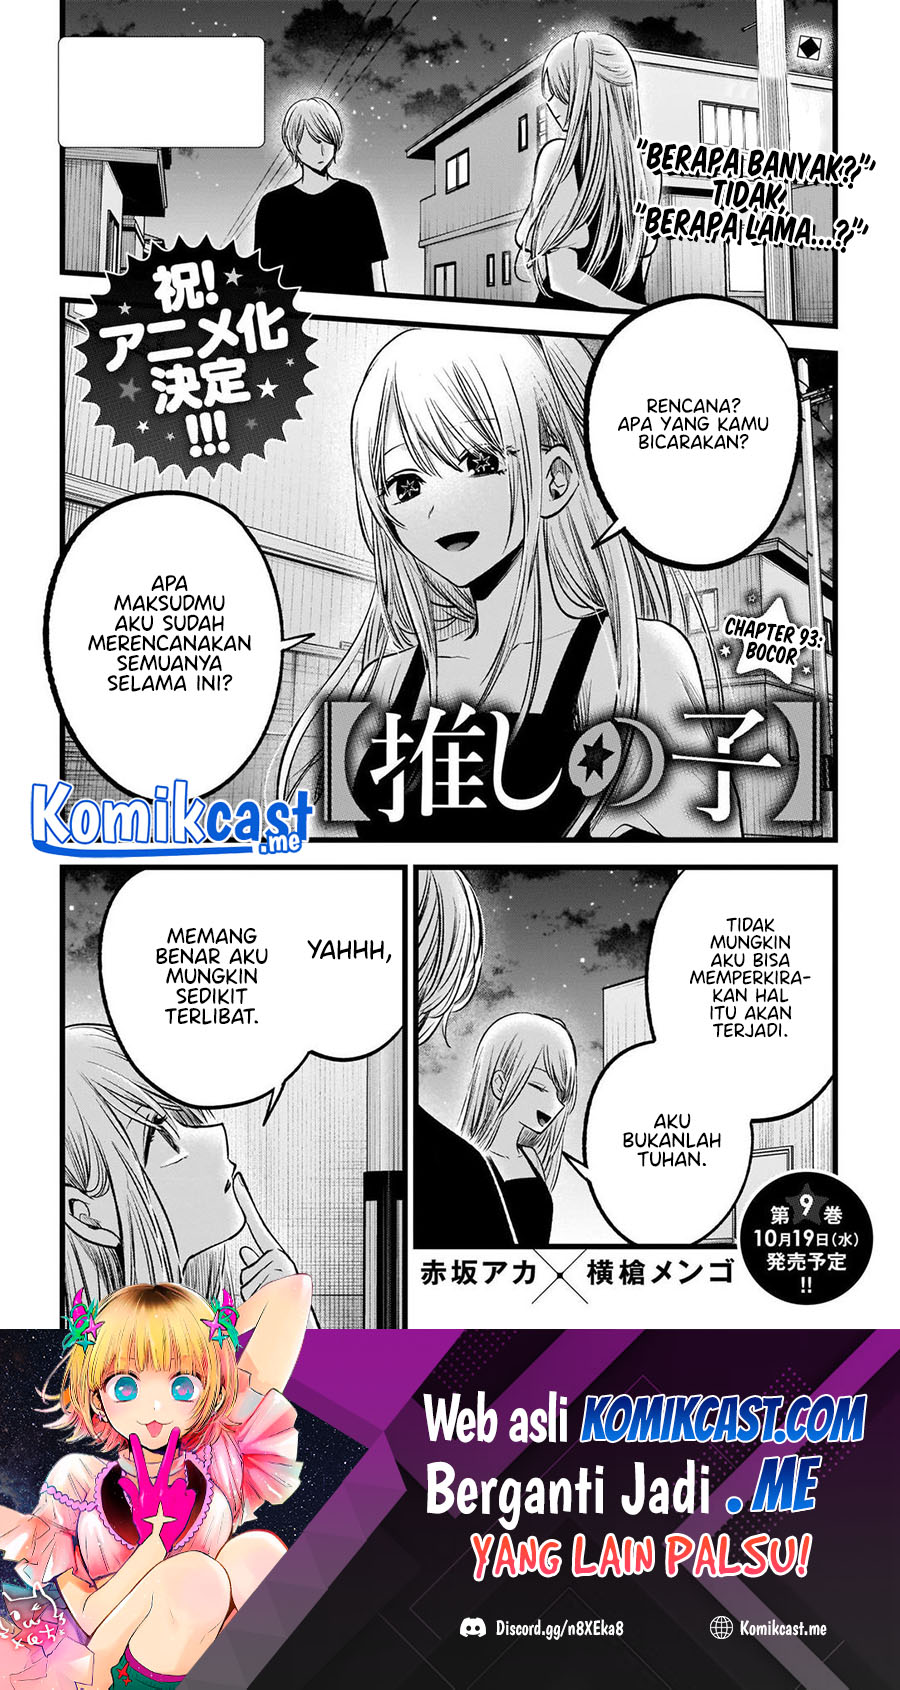 "BERAPA BANYAK?"
TIDAK,
"BERAPA LAMA...?"
祝!
アニメ化
決定
!!!
RENCANA?
APA YANG KAMU
BICARAKAN?
APA
MAKSUDMU
AKU SUDAH
MERENCANAKAN
SEMUANYA
SELAMA INI?
CHAPTER 93:
BOCOR
【推しの子】
Komikcast
.me
TIDAK
MUNGKIN
AKU BISA
MEMPERKIRA-
KAN HAL
ITU AKAN
TERJADI.
AKU
BUKANLAH
TUHAN.
YAHHH,
MEMANG
BENAR AKU
MUNGKIN
SEDIKIT
TERLIBAT.
第9巻
10月19日(水)
発売予定
!!
赤坂アカ×横槍メンゴ
Web asli KOMIKCAST.COM
Berganti Jadi .ME
YANG LAIN PALSU!
Discord.gg/n8XEka8
Komikcast.me